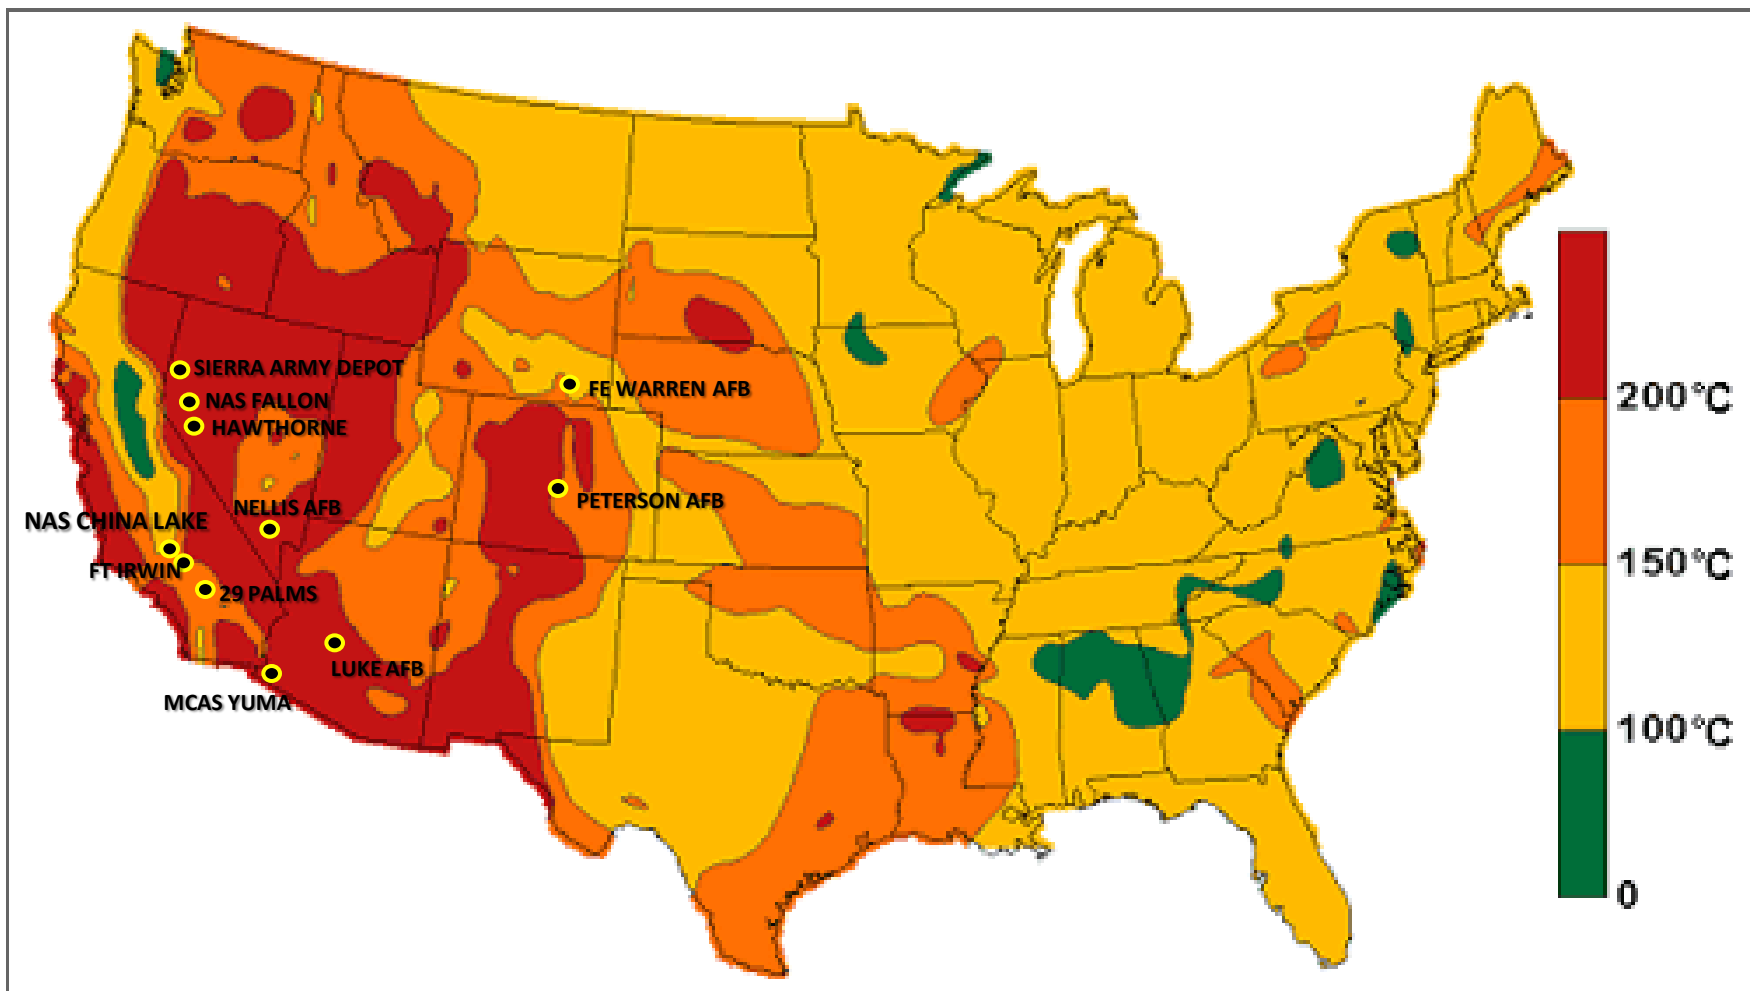 SIERRA ARMY DEPOT
FE WARREN AFB
NAS FALLON
HAWTHORNE
PETERSON AFB
NELLIS AFB
NAS CHINA LAKE
FT IRWIN
29 PALMS
LUKE AFB
MCAS YUMA
200°C
150°C
100°C
0